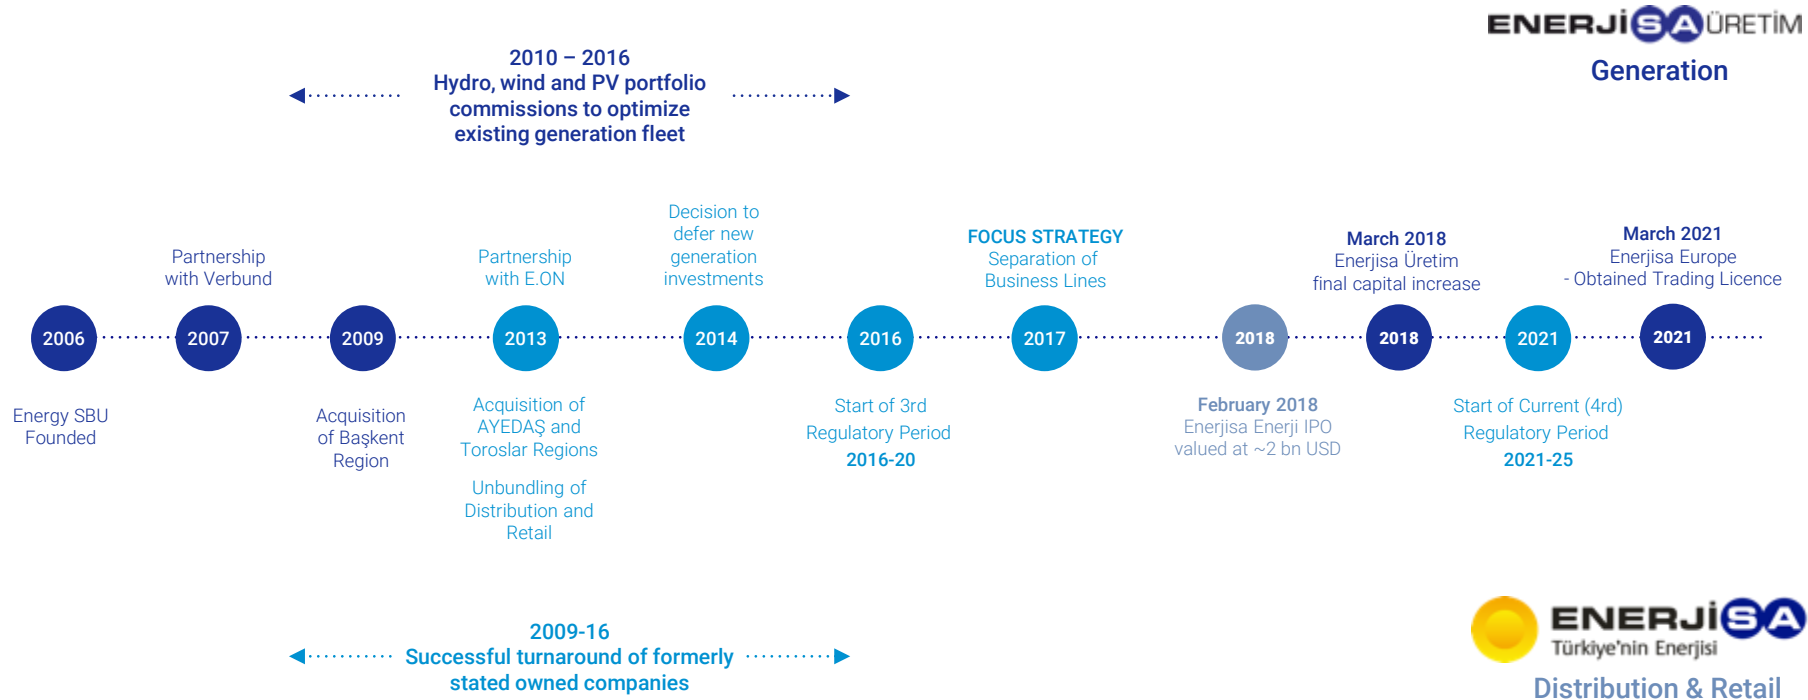 ENERJİSA ÜRETİM
Generation
2010 – 2016
Hydro, wind and PV portfolio
commissions to optimize
existing generation fleet
Partnership
with Verbund
Partnership
with E.ON
Decision to
defer new
generation
investments
FOCUS STRATEGY
Separation of
Business Lines
March 2018
Enerjisa Üretim
final capital increase
March 2021
Enerjisa Europe
- Obtained Trading Licence
2006
2007
2009
2013
2014
2016
2017
2018
2018
2021
2021
Energy SBU
Founded
Acquisition
of Başkent
Region
Acquisition of
AYEDAŞ and
Toroslar Regions
Unbundling of
Distribution and
Retail
Start of 3rd
Regulatory Period
2016-20
February 2018
Enerjisa Enerji IPO
valued at ~2 bn USD
Start of Current (4rd)
Regulatory Period
2021-25
2009-16
Successful turnaround of formerly
stated owned companies
ENERJİSA
Türkiye'nin Enerjisi
Distribution & Retail